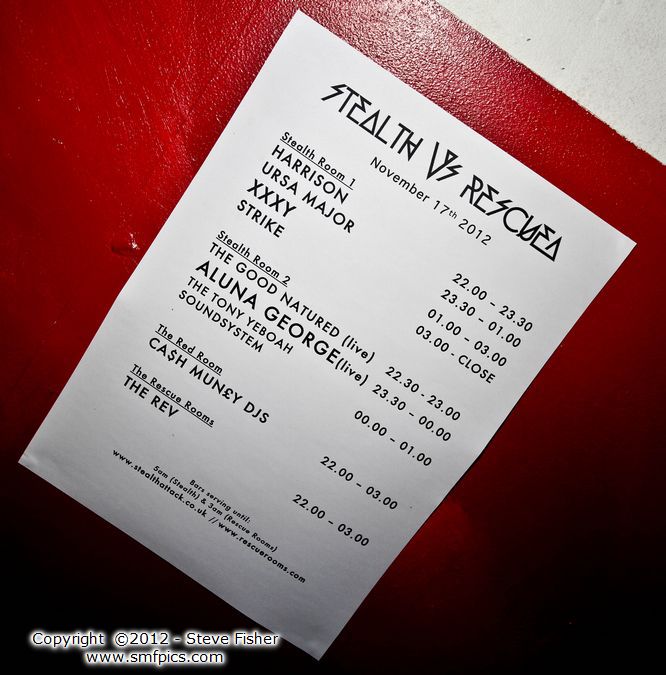 STEALTH VS RESCUED
November 17th 2012
Stealth Room 1
HARRISON 22.00 - 23.30
URSA MAJOR 23.30 - 01.00
XXXY 01.00 - 03.00
STRIKE 03.00 - CLOSE
Stealth Room 2
THE GOOD NATURED (live) 22.30 - 23.00
ALUNA GEORGE(live) 23.30 - 00.00
THE TONY YEBOAH
SOUNDSYSTEM 00.00 - 01.00
The Red Room
CA$H MUN£Y DJS 22.00 - 03.00
The Rescue Rooms
THE REV 22.00 - 03.00
Bars serving until:
5am (Stealth) & 3am (Rescue Rooms)
www.stealthattack.co.uk // www.rescuerooms.com
Copyright ©2012 - Steve Fisher
www.smfpics.com